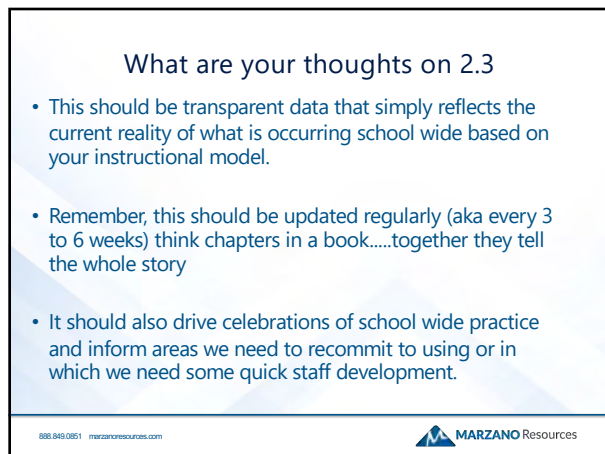 What are your thoughts on 2.3
• This should be transparent data that simply reflects the
current reality of what is occurring school wide based on
your instructional model.
• Remember, this should be updated regularly (aka every 3
to 6 weeks) think chapters in a book.....together they tell
the whole story
• It should also drive celebrations of school wide practice
and inform areas we need to recommit to using or in
which we need some quick staff development.
888.849.0851 marzanoresources.com
MARZANO Resources